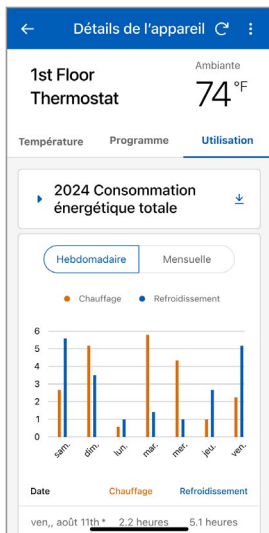 Détails de l'appareil
1st Floor
Thermostat
Ambiante
74°F
Température Programme Utilisation
2024 Consommation
énergétique totale
Hebdomadaire Mensuelle
Chauffage Refroidissement
6
5
4
3
2
1
0
sam. dim. lun. mar. mer. jeu. ven.
Date Chauffage Refroidissement
ven,, août 11th * 2.2 heures 5.1 heures